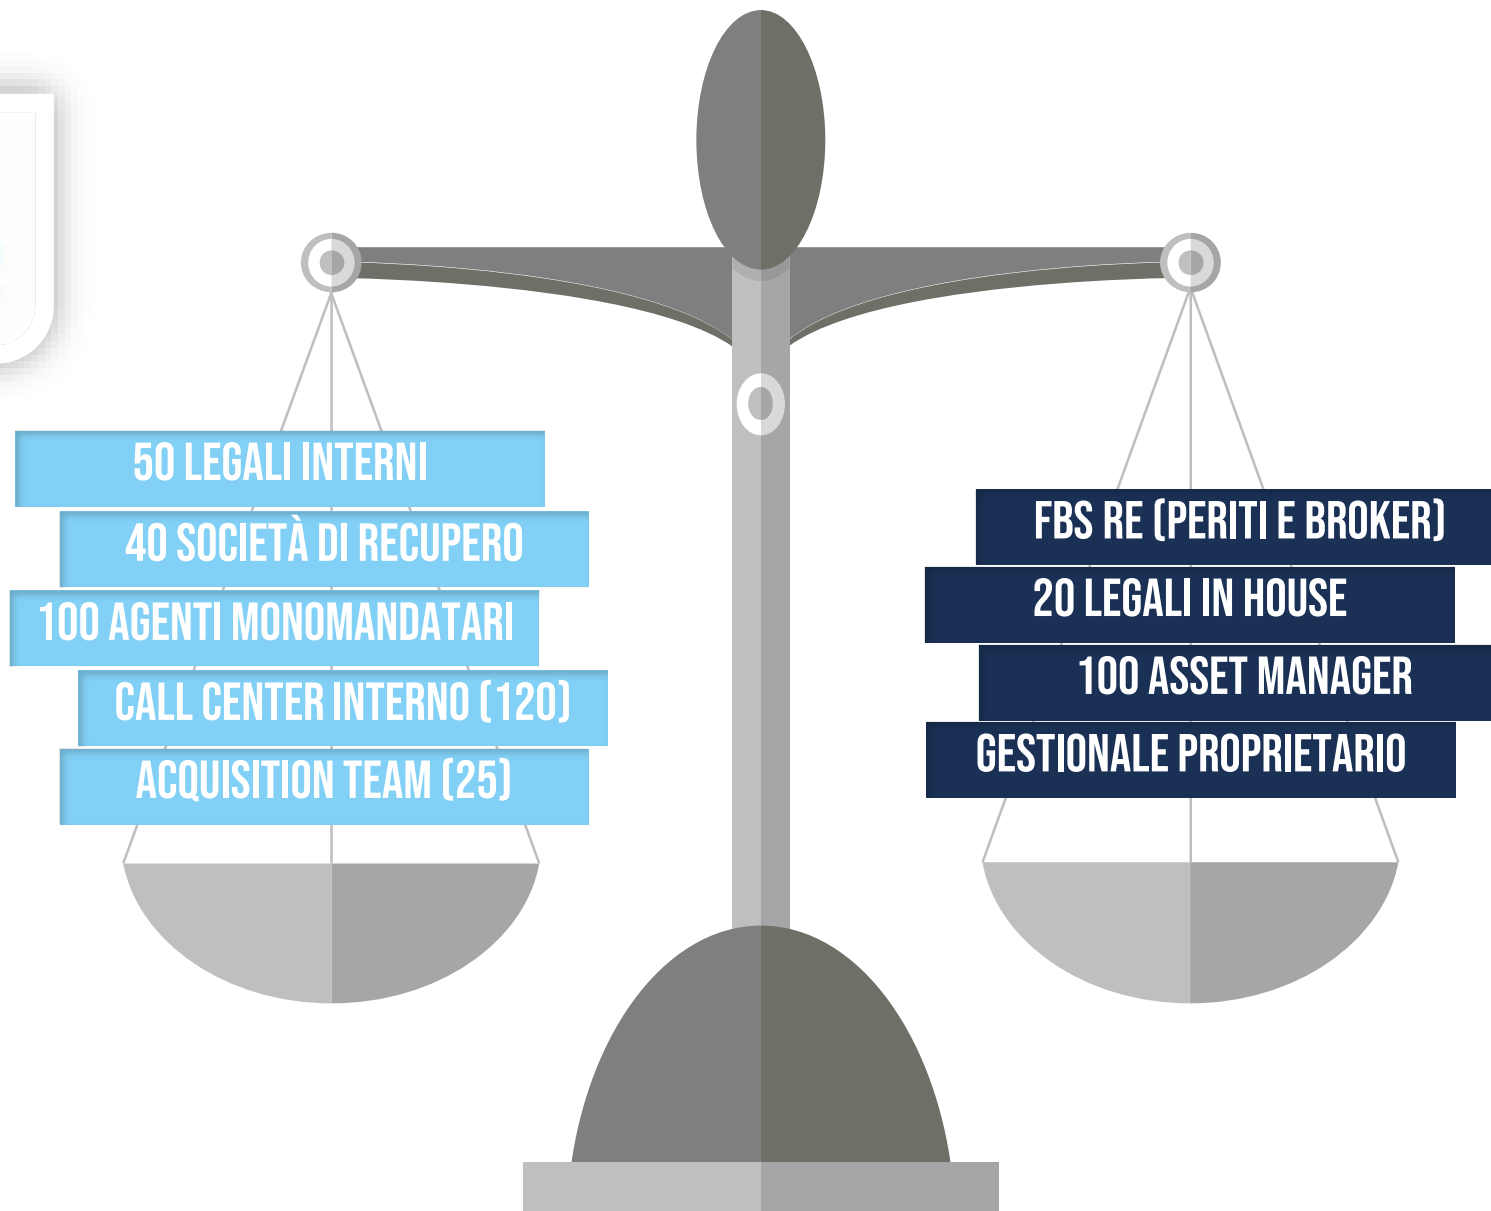 50 LEGALI INTERNI
40 SOCIETÀ DI RECUPERO
100 AGENTI MONOMANDATARI
CALL CENTER INTERNO (120)
ACQUISITION TEAM (25)
FBS RE (PERITI E BROKER)
20 LEGALI IN HOUSE
100 ASSET MANAGER
GESTIONALE PROPRIETARIO